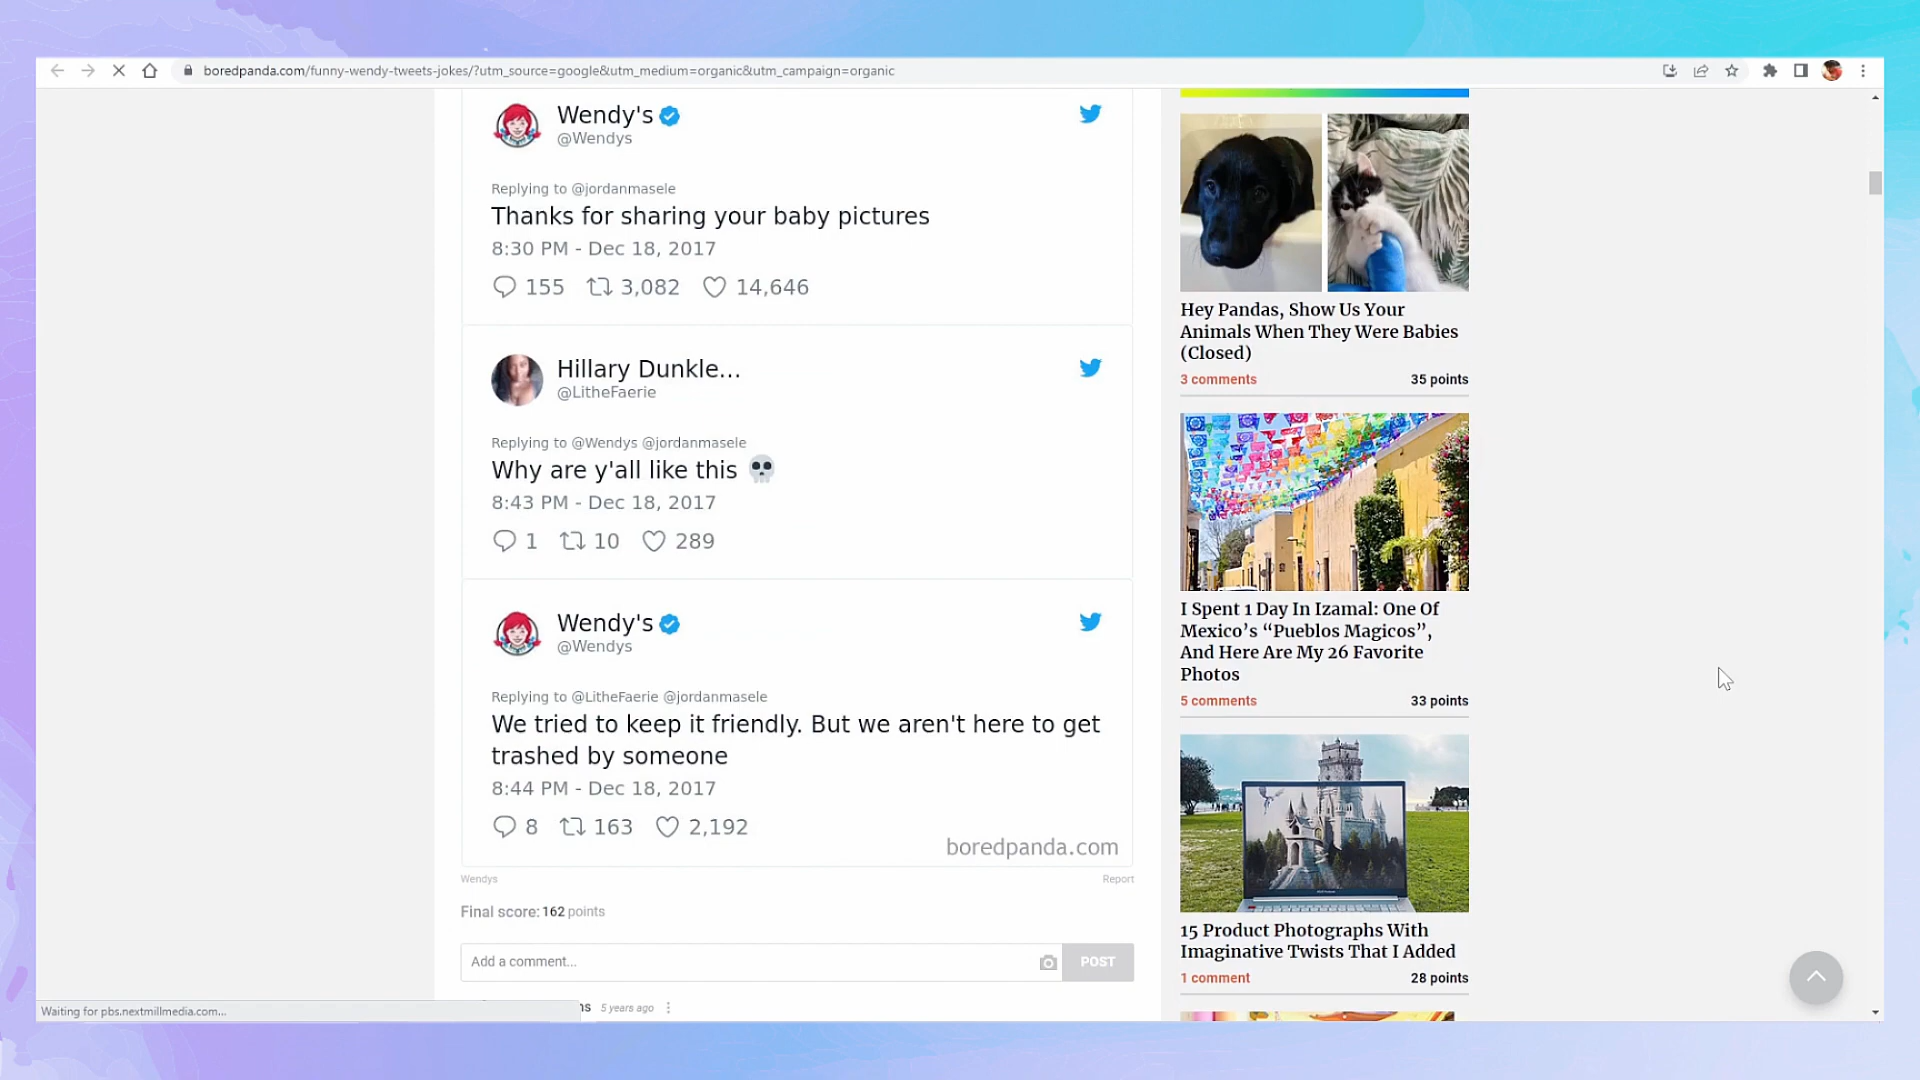 boredpanda.com/funny-wendy-tweets-jokes/?utm_source=google&utm_medium=organic&utm_campaign=organic
Wendy's
@Wendys
Replying to @jordanmasele
Thanks for sharing your baby pictures
8:30 PM - Dec 18, 2017
155 3,082 14,646
Hillary Dunkle...
@LitheFaerie
Replying to @Wendys @jordanmasele
Why are y'all like this 💀
8:43 PM - Dec 18, 2017
1 10 289
Wendy's
@Wendys
Replying to @LitheFaerie @jordanmasele
We tried to keep it friendly. But we aren't here to get
trashed by someone
8:44 PM - Dec 18, 2017
8 163 2,192
boredpanda.com
Wendys Report
Final score: 162 points
Add a comment... POST
5 years ago
Waiting for pbs.nextmillmedia.com...
Hey Pandas, Show Us Your
Animals When They Were Babies
(Closed)
3 comments 35 points
I Spent 1 Day In Izamal: One Of
Mexico's “Pueblos Magicos”,
And Here Are My 26 Favorite
Photos
5 comments 33 points
15 Product Photographs With
Imaginative Twists That I Added
1 comment 28 points